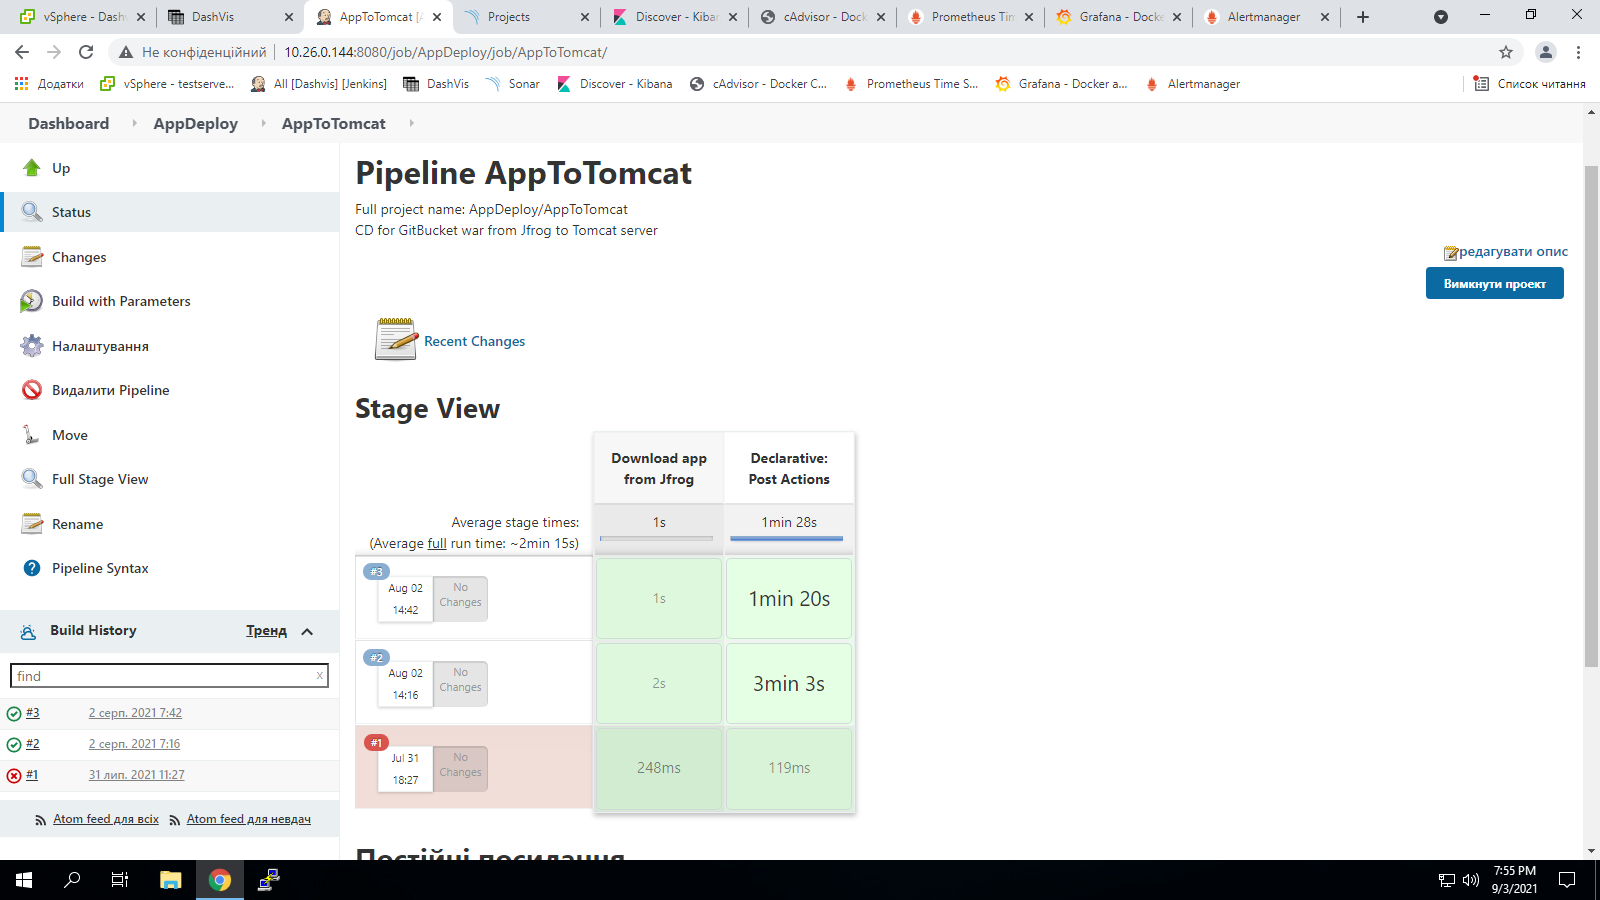 vSphere - Dash
DashVis
AppToTomcat [A
Projects
Discover - Kiban
cAdvisor - Dock
Prometheus Tim
Grafana - Docke
Alertmanager
Не конфіденційний
10.26.0.144:8080/job/AppDeploy/job/AppToTomcat/
Додатки
vSphere - testserve...
All [Dashvis] [Jenkins]
DashVis
Sonar
Discover - Kibana
cAdvisor - Docker C...
Prometheus Time S...
Grafana - Docker a...
Alertmanager
Список читання
Dashboard
AppDeploy
AppToTomcat
Up
Status
Changes
Build with Parameters
Налаштування
Видалити Pipeline
Move
Full Stage View
Rename
Pipeline Syntax
Build History
Тренд
find
x
#3 2 серп. 2021 7:42
#2 2 серп. 2021 7:16
#1 31 лип. 2021 11:27
Atom feed для всіх
Atom feed для невдач
Pipeline AppToTomcat
Full project name: AppDeploy/AppToTomcat
CD for GitBucket war from Jfrog to Tomcat server
редагувати опис
Вимкнути проект
Recent Changes
Stage View
Download app
from Jfrog
Declarative:
Post Actions
Average stage times:
(Average full run time: ~2min 15s)
1s
1min 28s
#3
Aug 02
14:42
No
Changes
1s
1min 20s
#2
Aug 02
14:16
No
Changes
2s
3min 3s
#1
Jul 31
18:27
No
Changes
248ms
119ms
Постійні посилання
7:55 PM
9/3/2021